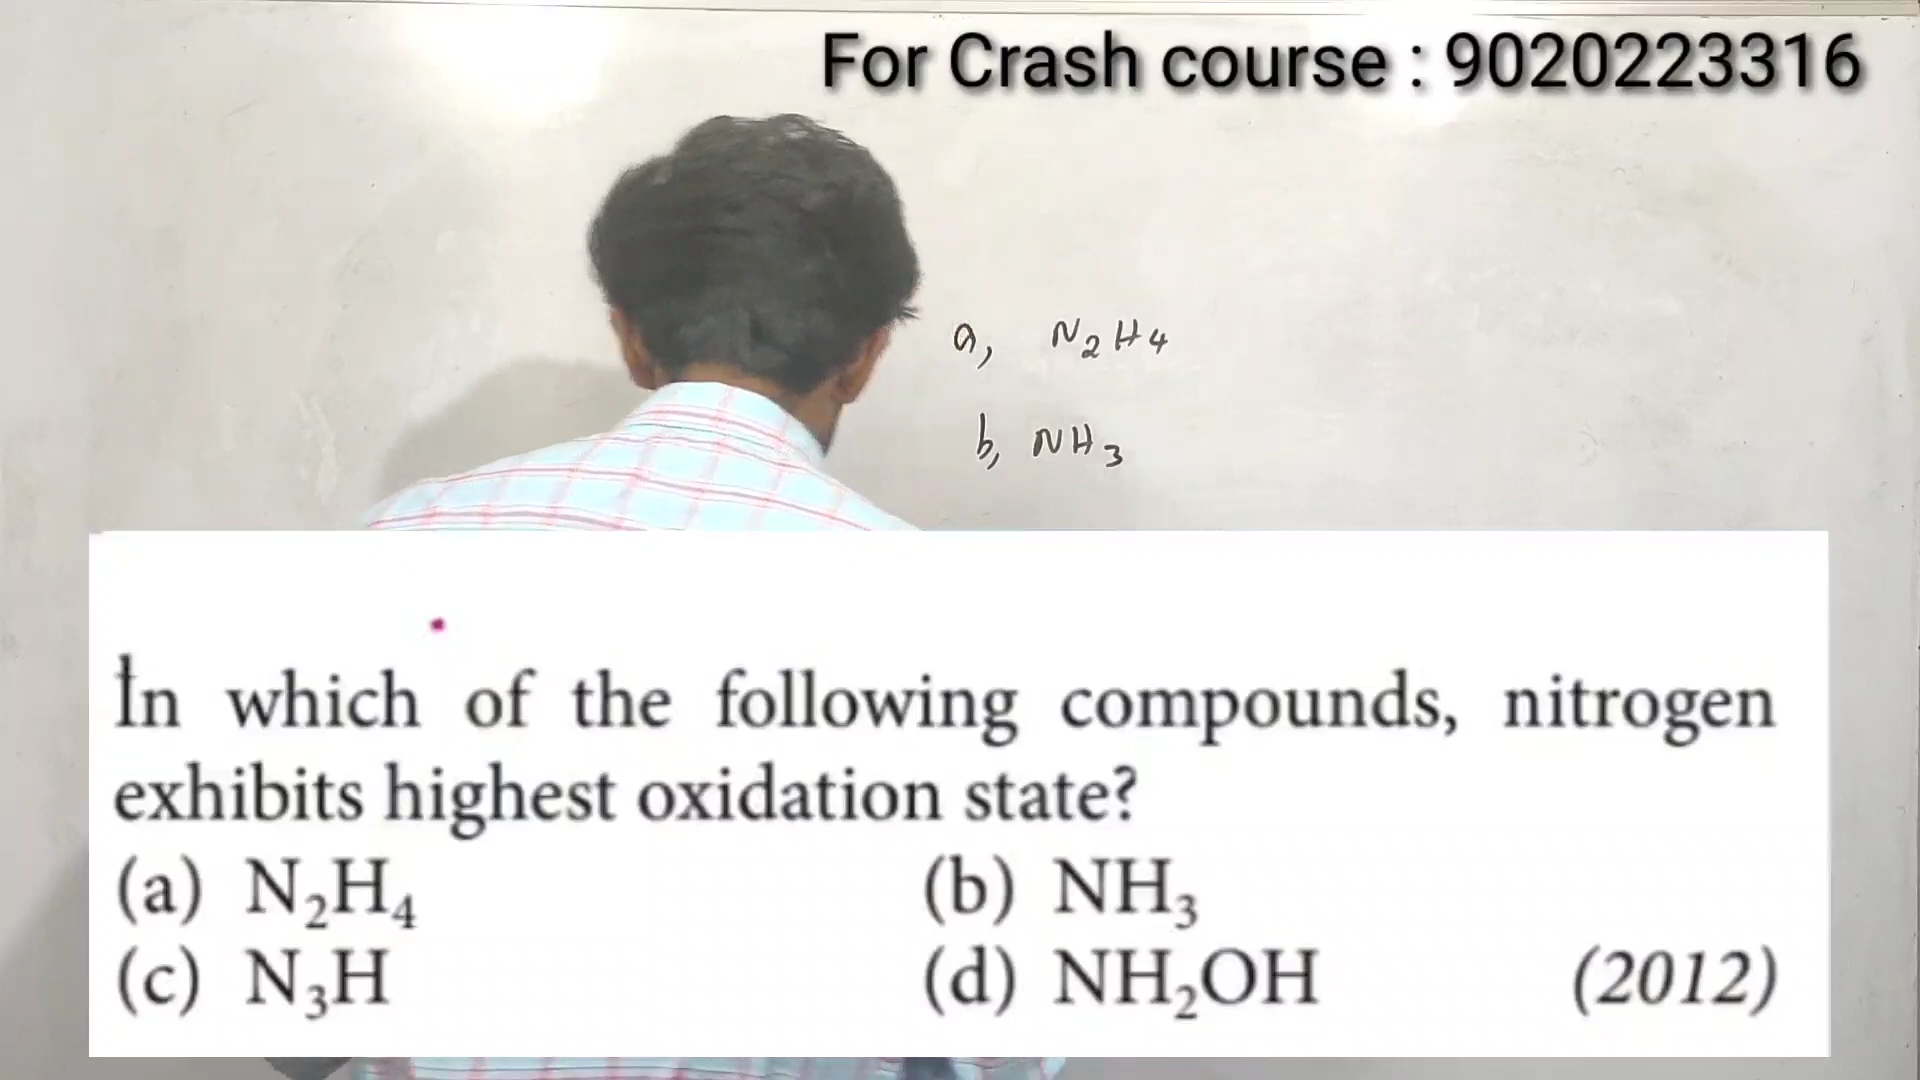 For Crash course : 9020223316
a, N2H4
b, NH3
In which of the following compounds, nitrogen
exhibits highest oxidation state?
(a) N₂H₄ (b) NH₃
(c) N₃H (d) NH₂OH (2012)